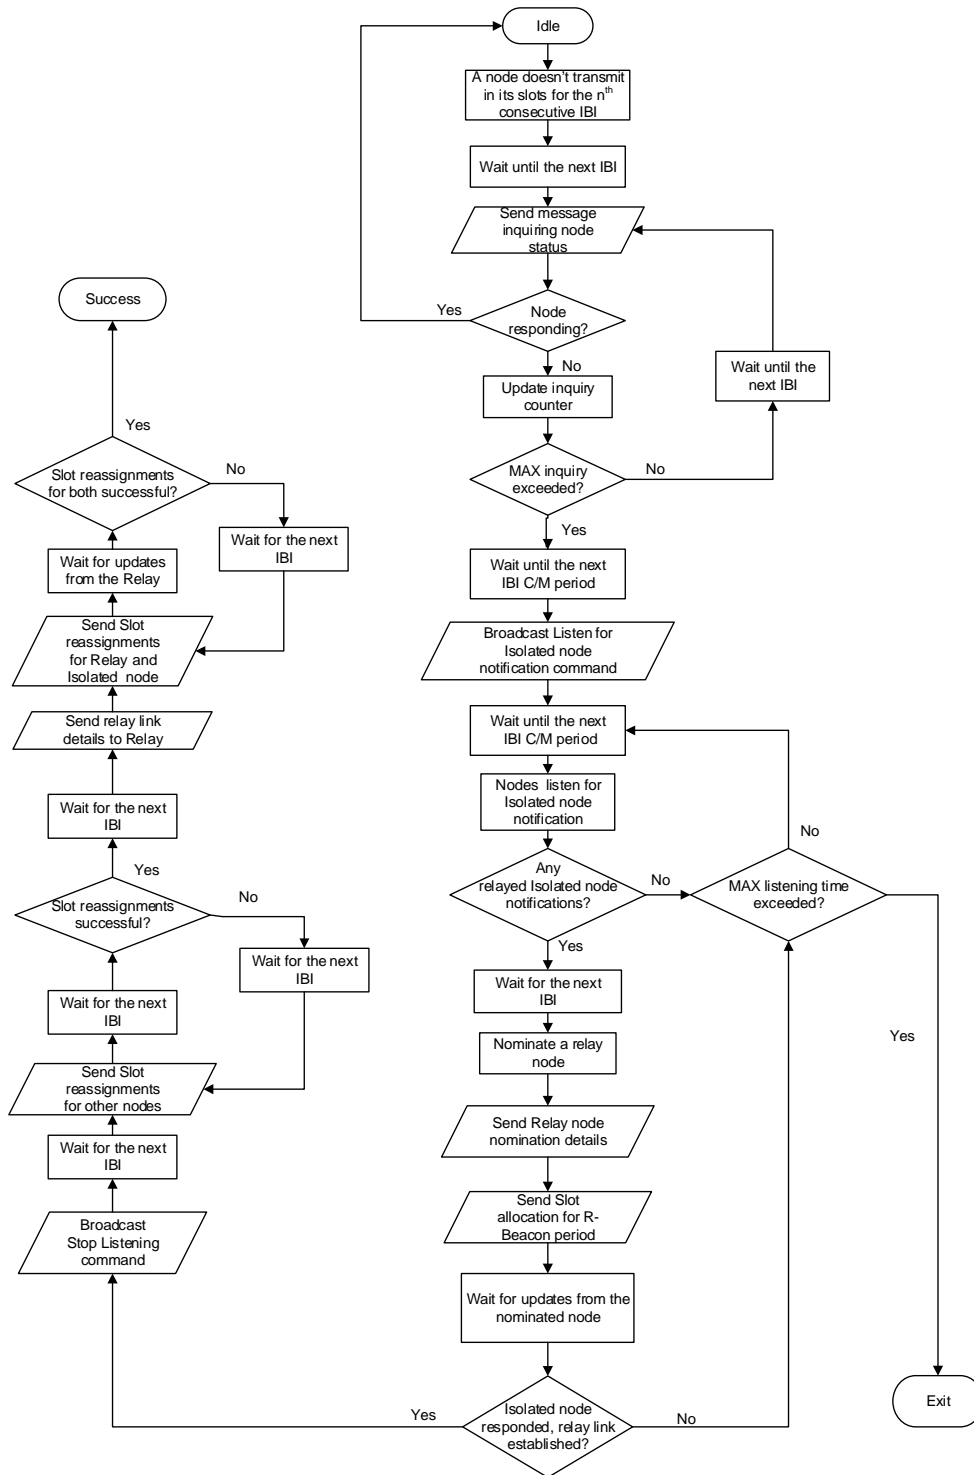 Idle
A node doesn't transmit
in its slots for the nth
consecutive IBI
Wait until the next IBI
Send message
inquiring node
status
Node
responding?
Yes
No
Update inquiry
counter
MAX inquiry
exceeded?
No
Wait until the
next IBI
Yes
Wait until the next
IBI C/M period
Broadcast Listen for
Isolated node
notification command
Wait until the next
IBI C/M period
Nodes listen for
Isolated node
notification
Any
relayed Isolated node
notifications?
No
MAX listening time
exceeded?
No
Yes
Exit
Yes
Wait for the next
IBI
Nominate a relay
node
Send Relay node
nomination details
Send Slot
allocation for R-
Beacon period
Wait for updates from the
nominated node
Isolated node
responded, relay link
established?
No
Yes
Broadcast
Stop Listening
command
Wait for the next
IBI
Send Slot
reassignments
for other nodes
Wait for the next
IBI
Slot reassignments
successful?
No
Wait for the next
IBI
Yes
Wait for the next
IBI
Send relay link
details to Relay
Send Slot
reassignments
for Relay and
Isolated node
Wait for updates
from the Relay
Slot reassignments
for both successful?
No
Wait for the next
IBI
Yes
Success